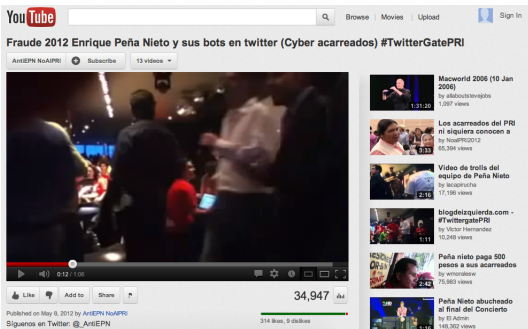 YouTube
Browse | Movies | Upload
Sign In
Fraude 2012 Enrique Peña Nieto y sus bots en twitter (Cyber acarreados) #TwitterGatePRI
AntiEPN NoAlPRI
Subscribe
13 videos
0:12 / 1:06
Like
Add to
Share
34,947
Published on May 8, 2012 by AntiEPN NoAlPRI
Síguenos en Twitter: @_AntiEPN
314 likes, 9 dislikes
Macworld 2006 (10 Jan
2006)
by allaboutstevejobs
1,097 views
1:31:20
Los acarreados del PRI
ni siquiera conocen a
by NoalPRI2012
65,394 views
3:33
Video de trolls del
equipo de Peña Nieto
by lacapirucha
17,196 views
2:16
blogdeizquierda.com -
#TwittergatePRI
by Victor Hernandez
10,248 views
1:11
Peña nieto paga 500
pesos a sus acarreados
by wmoralesw
75,983 views
2:42
Peña Nieto abucheado
al final del Concierto
by El Admin
148,362 views